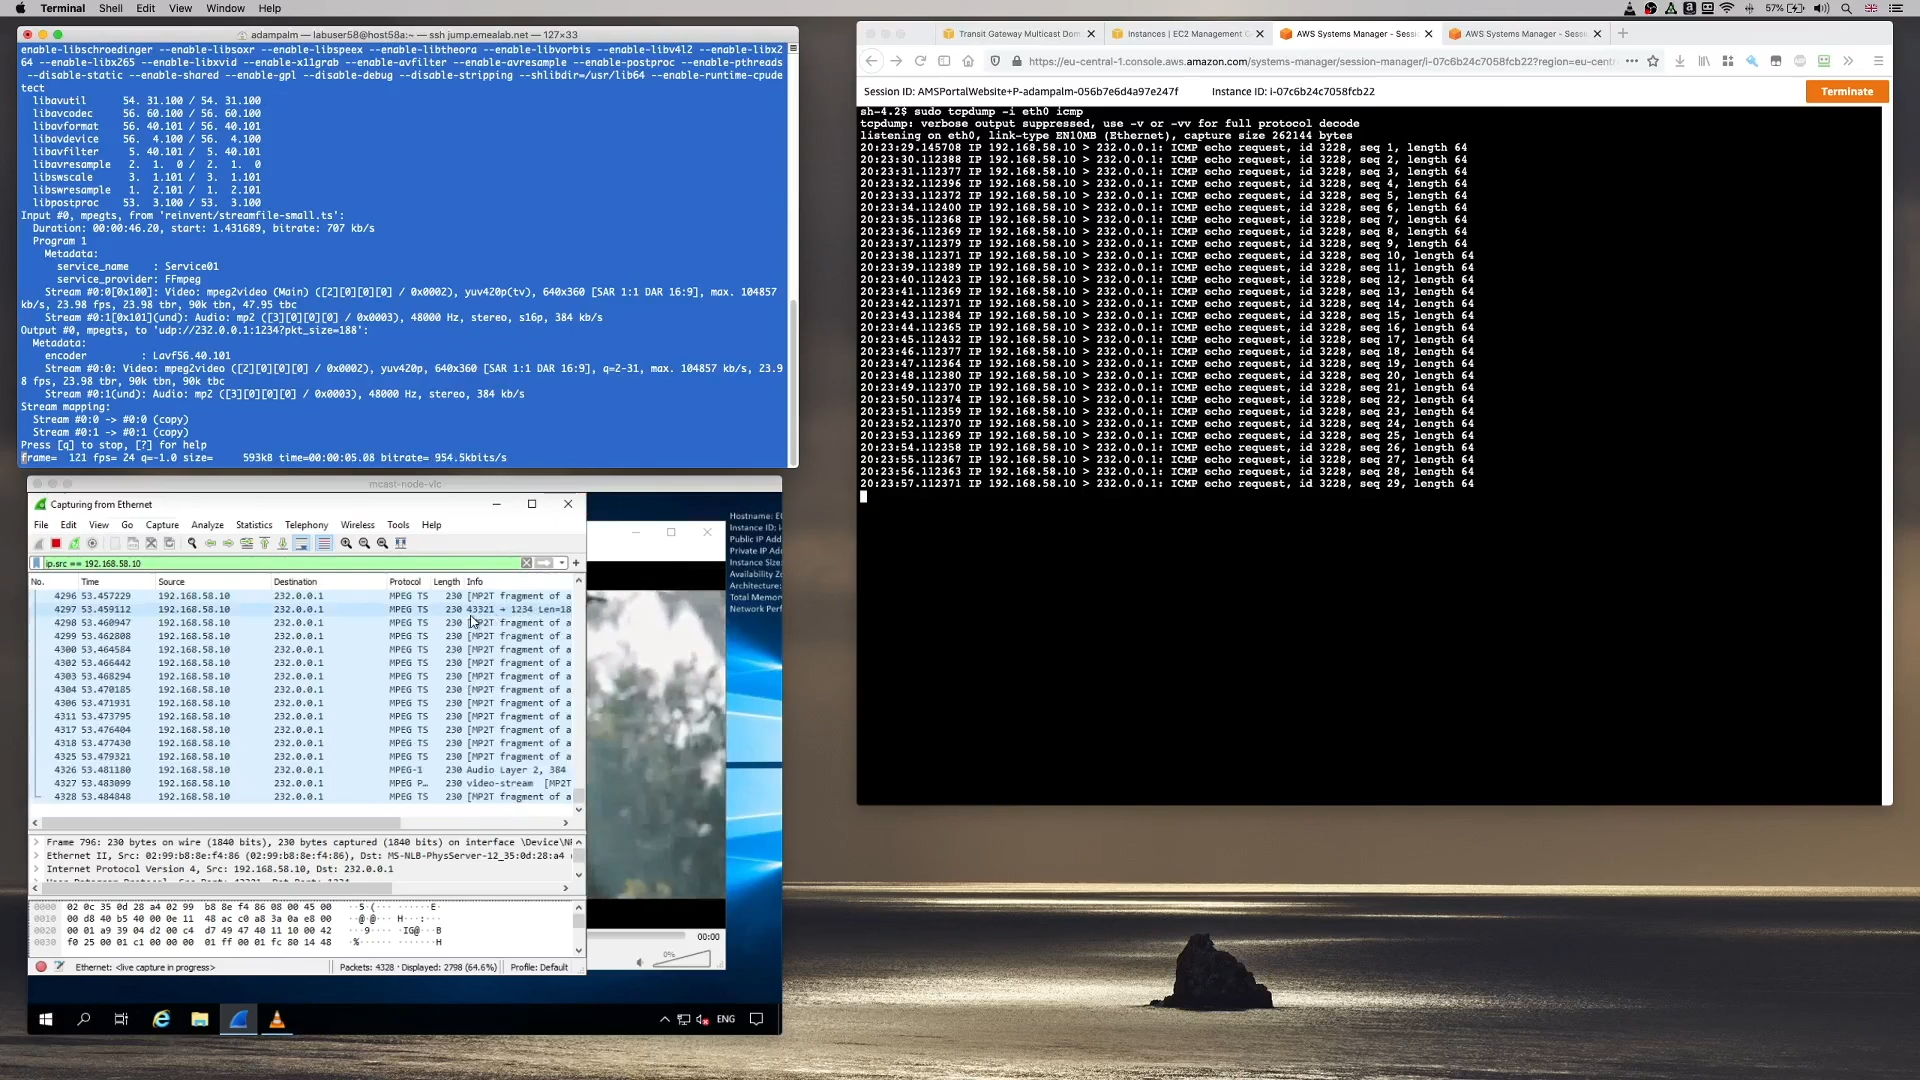 Terminal Shell Edit View Window Help
57%
adampalm — labuser58@host58a:~ — ssh jump.emealab.net — 127×33
enable-libschroedinger --enable-libsoxr --enable-libspeex --enable-libtheora --enable-libvorbis --enable-libv4l2 --enable-libx2
64 --enable-libx265 --enable-libxvid --enable-x11grab --enable-avfilter --enable-avresample --enable-postproc --enable-pthreads
--disable-static --enable-shared --enable-gpl --disable-debug --disable-stripping --shlibdir=/usr/lib64 --enable-runtime-cpude
tect
libavutil 54. 31.100 / 54. 31.100
libavcodec 56. 60.100 / 56. 60.100
libavformat 56. 40.101 / 56. 40.101
libavdevice 56. 4.100 / 56. 4.100
libavfilter 5. 40.101 / 5. 40.101
libavresample 2. 1. 0 / 2. 1. 0
libswscale 3. 1.101 / 3. 1.101
libswresample 1. 2.101 / 1. 2.101
libpostproc 53. 3.100 / 53. 3.100
Input #0, mpegts, from 'reinvent/streamfile-small.ts':
Duration: 00:00:46.20, start: 1.431689, bitrate: 707 kb/s
Program 1
Metadata:
service_name : Service01
service_provider: FFmpeg
Stream #0:0[0x100]: Video: mpeg2video (Main) ([2][0][0][0] / 0x0002), yuv420p(tv), 640x360 [SAR 1:1 DAR 16:9], max. 104857
kb/s, 23.98 fps, 23.98 tbr, 90k tbn, 47.95 tbc
Stream #0:1[0x101](und): Audio: mp2 ([3][0][0][0] / 0x0003), 48000 Hz, stereo, s16p, 384 kb/s
Output #0, mpegts, to 'udp://232.0.0.1:1234?pkt_size=188':
Metadata:
encoder : Lavf56.40.101
Stream #0:0: Video: mpeg2video ([2][0][0][0] / 0x0002), yuv420p, 640x360 [SAR 1:1 DAR 16:9], q=2-31, max. 104857 kb/s, 23.9
8 fps, 23.98 tbr, 90k tbn, 90k tbc
Stream #0:1(und): Audio: mp2 ([3][0][0][0] / 0x0003), 48000 Hz, stereo, 384 kb/s
Stream mapping:
Stream #0:0 -> #0:0 (copy)
Stream #0:1 -> #0:1 (copy)
Press [q] to stop, [?] for help
frame= 121 fps= 24 q=-1.0 size= 593kB time=00:00:05.08 bitrate= 954.5kbits/s
mcast-node-vlc
Capturing from Ethernet
File Edit View Go Capture Analyze Statistics Telephony Wireless Tools Help
ip.src == 192.168.58.10
No. Time Source Destination Protocol Length Info
4296 53.457229 192.168.58.10 232.0.0.1 MPEG TS 230 [MP2T fragment of a
4297 53.459112 192.168.58.10 232.0.0.1 MPEG TS 230 43321 → 1234 Len=18
4298 53.460947 192.168.58.10 232.0.0.1 MPEG TS 230 [MP2T fragment of a
4299 53.462808 192.168.58.10 232.0.0.1 MPEG TS 230 [MP2T fragment of a
4300 53.464584 192.168.58.10 232.0.0.1 MPEG TS 230 [MP2T fragment of a
4302 53.466442 192.168.58.10 232.0.0.1 MPEG TS 230 [MP2T fragment of a
4303 53.468294 192.168.58.10 232.0.0.1 MPEG TS 230 [MP2T fragment of a
4304 53.470185 192.168.58.10 232.0.0.1 MPEG TS 230 [MP2T fragment of a
4306 53.471931 192.168.58.10 232.0.0.1 MPEG TS 230 [MP2T fragment of a
4311 53.473795 192.168.58.10 232.0.0.1 MPEG TS 230 [MP2T fragment of a
4317 53.476404 192.168.58.10 232.0.0.1 MPEG TS 230 [MP2T fragment of a
4318 53.477430 192.168.58.10 232.0.0.1 MPEG TS 230 [MP2T fragment of a
4325 53.479321 192.168.58.10 232.0.0.1 MPEG TS 230 [MP2T fragment of a
4326 53.481180 192.168.58.10 232.0.0.1 MPEG-1 230 Audio Layer 2, 384
4327 53.483099 192.168.58.10 232.0.0.1 MPEG P… 230 video-stream [MP2T
4328 53.484848 192.168.58.10 232.0.0.1 MPEG TS 230 [MP2T fragment of a
Frame 796: 230 bytes on wire (1840 bits), 230 bytes captured (1840 bits) on interface \Device\NF
Ethernet II, Src: 02:99:b8:8e:f4:86 (02:99:b8:8e:f4:86), Dst: MS-NLB-PhysServer-12_35:0d:28:a4
Internet Protocol Version 4, Src: 192.168.58.10, Dst: 232.0.0.1
0000 02 0c 35 0d 28 a4 02 99 b8 8e f4 86 08 00 45 00 ··5·(··· ······E·
0010 00 d8 40 b5 40 00 0e 11 48 ac c0 a8 3a 0a e8 00 ··@·@··· H···:···
0020 00 01 a9 39 04 d2 00 c4 d7 49 47 40 11 10 00 42 ···9···· ·IG@···B
0030 f0 25 00 01 c1 00 00 00 01 ff 00 01 fc 80 14 48 ·%······ ·······H
Ethernet: <live capture in progress>
Packets: 4328 · Displayed: 2798 (64.6%)
Profile: Default
Hostname:
Instance ID:
Public IP
Private IP
Instance Size:
Availability
Architecture:
Total
Network
00:00
0%
ENG
Transit Gateway Multicast Dom
Instances | EC2 Management C
AWS Systems Manager - Sessi
AWS Systems Manager - Sessi
https://eu-central-1.console.aws.amazon.com/systems-manager/session-manager/i-07c6b24c7058fcb22?region=eu-cent
Session ID: AMSPortalWebsite+P-adampalm-056b7e6d4a97e247f
Instance ID: i-07c6b24c7058fcb22
Terminate
sh-4.2$ sudo tcpdump -i eth0 icmp
tcpdump: verbose output suppressed, use -v or -vv for full protocol decode
listening on eth0, link-type EN10MB (Ethernet), capture size 262144 bytes
20:23:29.145708 IP 192.168.58.10 > 232.0.0.1: ICMP echo request, id 3228, seq 1, length 64
20:23:30.112388 IP 192.168.58.10 > 232.0.0.1: ICMP echo request, id 3228, seq 2, length 64
20:23:31.112377 IP 192.168.58.10 > 232.0.0.1: ICMP echo request, id 3228, seq 3, length 64
20:23:32.112396 IP 192.168.58.10 > 232.0.0.1: ICMP echo request, id 3228, seq 4, length 64
20:23:33.112372 IP 192.168.58.10 > 232.0.0.1: ICMP echo request, id 3228, seq 5, length 64
20:23:34.112400 IP 192.168.58.10 > 232.0.0.1: ICMP echo request, id 3228, seq 6, length 64
20:23:35.112368 IP 192.168.58.10 > 232.0.0.1: ICMP echo request, id 3228, seq 7, length 64
20:23:36.112369 IP 192.168.58.10 > 232.0.0.1: ICMP echo request, id 3228, seq 8, length 64
20:23:37.112379 IP 192.168.58.10 > 232.0.0.1: ICMP echo request, id 3228, seq 9, length 64
20:23:38.112371 IP 192.168.58.10 > 232.0.0.1: ICMP echo request, id 3228, seq 10, length 64
20:23:39.112389 IP 192.168.58.10 > 232.0.0.1: ICMP echo request, id 3228, seq 11, length 64
20:23:40.112423 IP 192.168.58.10 > 232.0.0.1: ICMP echo request, id 3228, seq 12, length 64
20:23:41.112369 IP 192.168.58.10 > 232.0.0.1: ICMP echo request, id 3228, seq 13, length 64
20:23:42.112371 IP 192.168.58.10 > 232.0.0.1: ICMP echo request, id 3228, seq 14, length 64
20:23:43.112384 IP 192.168.58.10 > 232.0.0.1: ICMP echo request, id 3228, seq 15, length 64
20:23:44.112365 IP 192.168.58.10 > 232.0.0.1: ICMP echo request, id 3228, seq 16, length 64
20:23:45.112432 IP 192.168.58.10 > 232.0.0.1: ICMP echo request, id 3228, seq 17, length 64
20:23:46.112377 IP 192.168.58.10 > 232.0.0.1: ICMP echo request, id 3228, seq 18, length 64
20:23:47.112364 IP 192.168.58.10 > 232.0.0.1: ICMP echo request, id 3228, seq 19, length 64
20:23:48.112380 IP 192.168.58.10 > 232.0.0.1: ICMP echo request, id 3228, seq 20, length 64
20:23:49.112370 IP 192.168.58.10 > 232.0.0.1: ICMP echo request, id 3228, seq 21, length 64
20:23:50.112374 IP 192.168.58.10 > 232.0.0.1: ICMP echo request, id 3228, seq 22, length 64
20:23:51.112359 IP 192.168.58.10 > 232.0.0.1: ICMP echo request, id 3228, seq 23, length 64
20:23:52.112370 IP 192.168.58.10 > 232.0.0.1: ICMP echo request, id 3228, seq 24, length 64
20:23:53.112369 IP 192.168.58.10 > 232.0.0.1: ICMP echo request, id 3228, seq 25, length 64
20:23:54.112358 IP 192.168.58.10 > 232.0.0.1: ICMP echo request, id 3228, seq 26, length 64
20:23:55.112367 IP 192.168.58.10 > 232.0.0.1: ICMP echo request, id 3228, seq 27, length 64
20:23:56.112363 IP 192.168.58.10 > 232.0.0.1: ICMP echo request, id 3228, seq 28, length 64
20:23:57.112371 IP 192.168.58.10 > 232.0.0.1: ICMP echo request, id 3228, seq 29, length 64